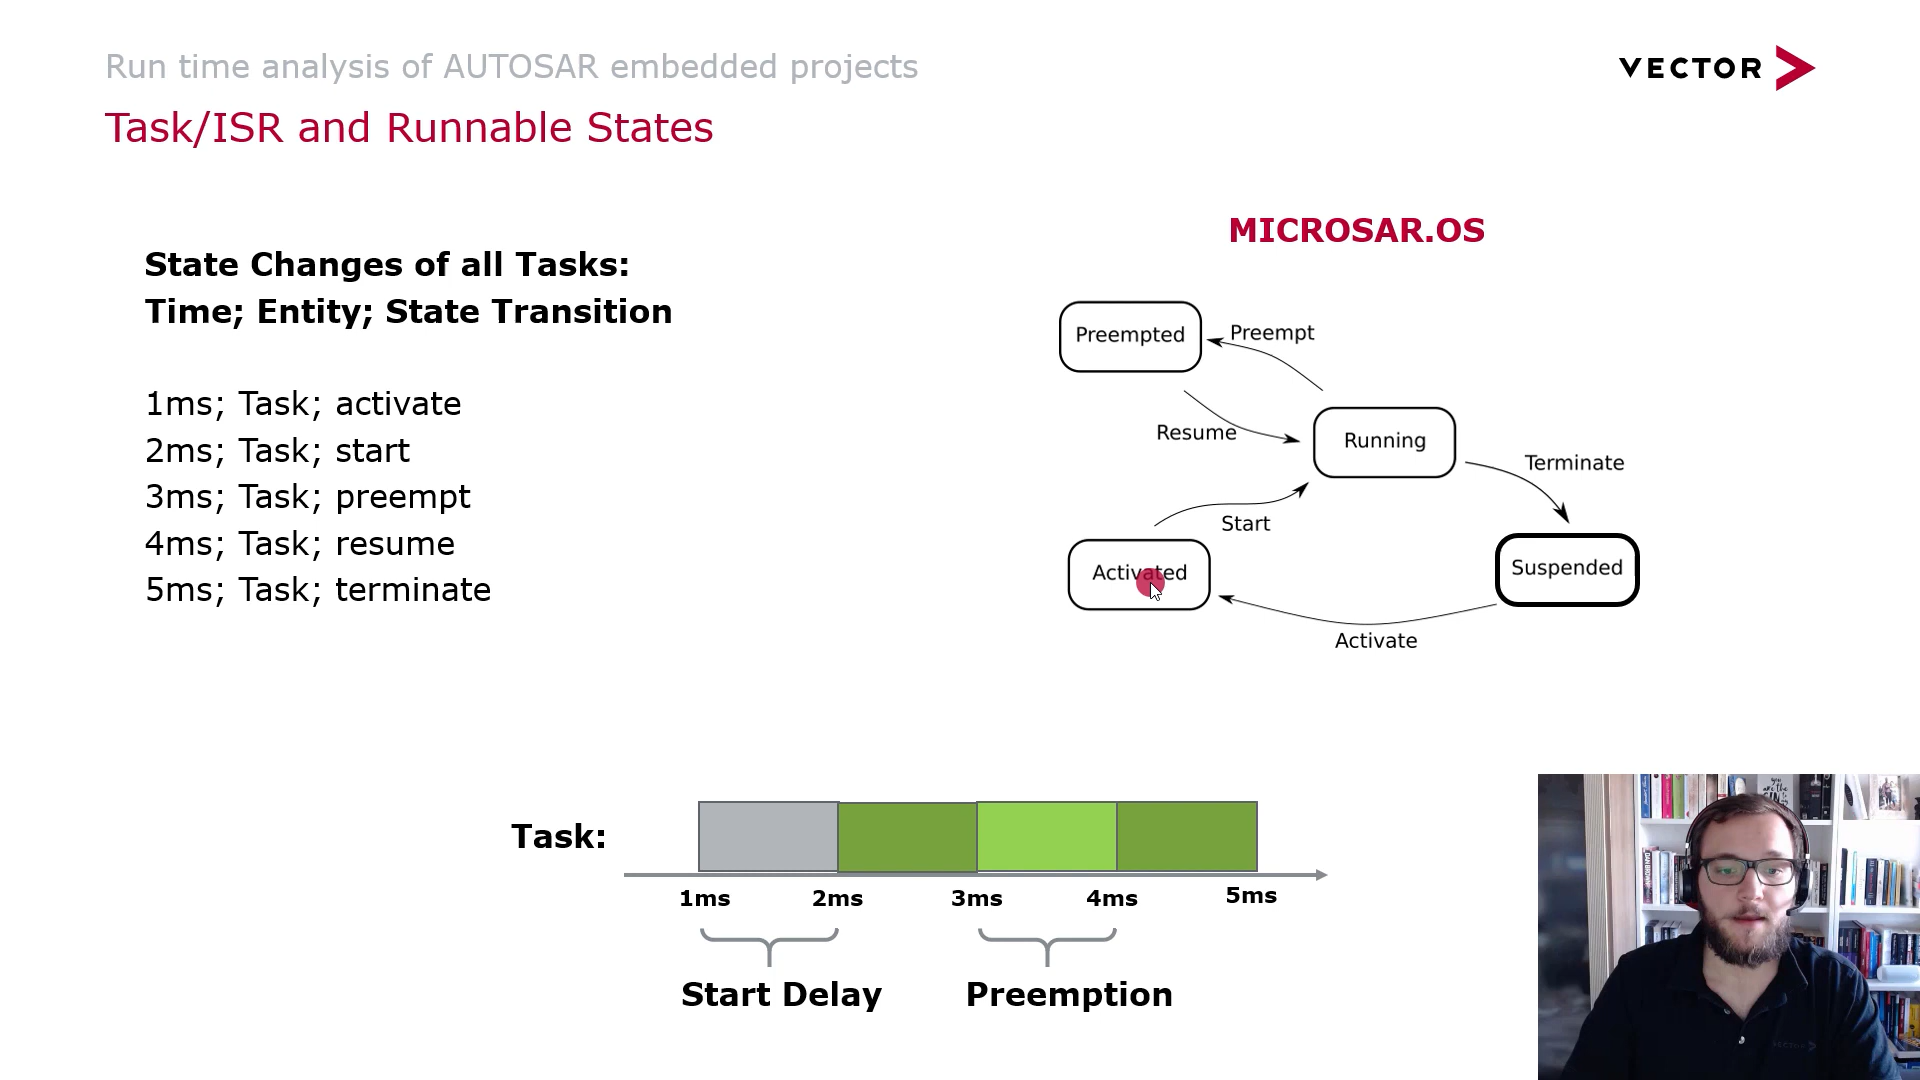 Run time analysis of AUTOSAR embedded projects
VECTOR
Task/ISR and Runnable States
MICROSAR.OS
State Changes of all Tasks:
Time; Entity; State Transition
1ms; Task; activate
2ms; Task; start
3ms; Task; preempt
4ms; Task; resume
5ms; Task; terminate
Preempted
Preempt
Resume
Running
Terminate
Start
Activated
Suspended
Activate
Task:
1ms
2ms
3ms
4ms
5ms
Start Delay
Preemption